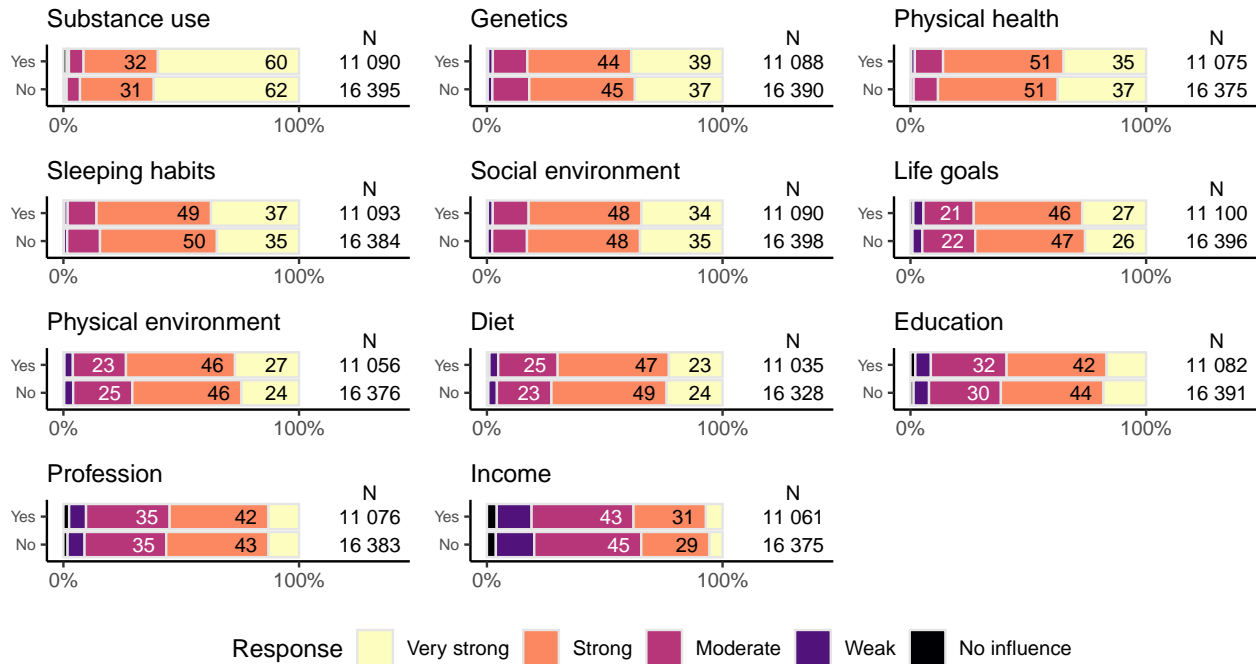 Substance use
N
Yes 32 60 11 090
No 31 62 16 395
0% 100%
Genetics
N
Yes 44 39 11 088
No 45 37 16 390
0% 100%
Physical health
N
Yes 51 35 11 075
No 51 37 16 375
0% 100%
Sleeping habits
N
Yes 49 37 11 093
No 50 35 16 384
0% 100%
Social environment
N
Yes 48 34 11 090
No 48 35 16 398
0% 100%
Life goals
N
Yes 21 46 27 11 100
No 22 47 26 16 396
0% 100%
Physical environment
N
Yes 23 46 27 11 056
No 25 46 24 16 376
0% 100%
Diet
N
Yes 25 47 23 11 035
No 23 49 24 16 328
0% 100%
Education
N
Yes 32 42 11 082
No 30 44 16 391
0% 100%
Profession
N
Yes 35 42 11 076
No 35 43 16 383
0% 100%
Income
N
Yes 43 31 11 061
No 45 29 16 375
0% 100%
Response Very strong Strong Moderate Weak No influence